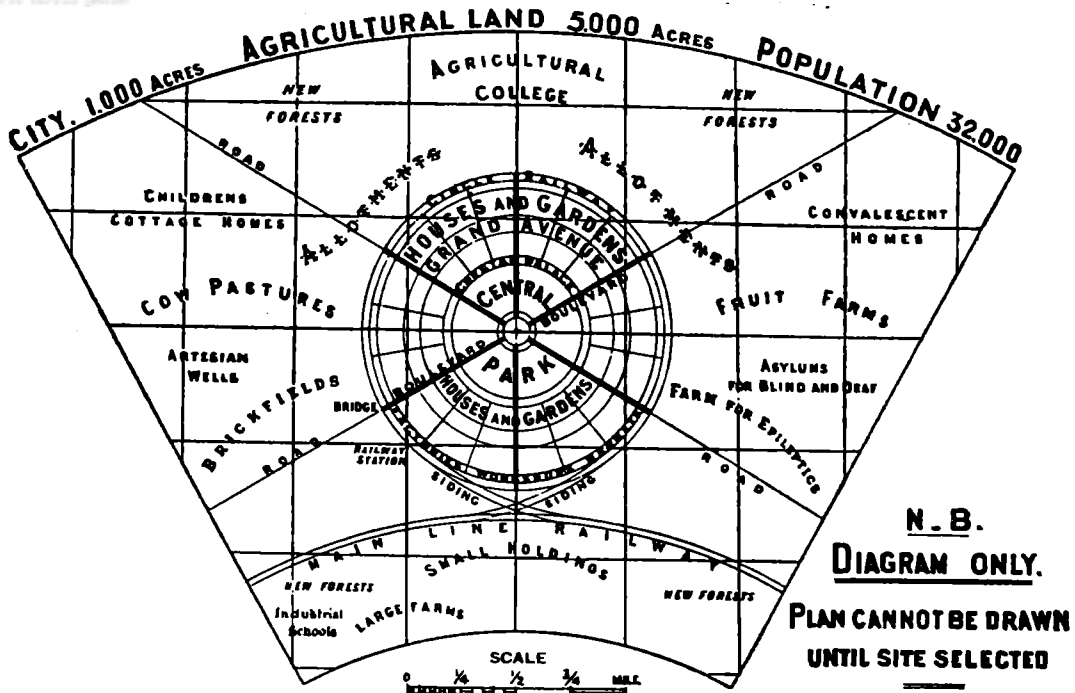 CITY. 1.000 ACRES AGRICULTURAL LAND 5.000 ACRES POPULATION 32.000
AGRICULTURAL
COLLEGE
NEW
FORESTS
NEW
FORESTS
ROAD
ROAD
ALLOTMENTS
ALLOTMENTS
CHILDRENS
COTTAGE HOMES
CONVALESCENT
HOMES
CIRCLE RAILWAY
HOUSES AND GARDENS
GRAND AVENUE
CRYSTAL PALACE
CENTRAL
PARK
BOULEVARD
COW PASTURES
FRUIT FARMS
ARTESIAN
WELLS
ASYLUMS
FOR BLIND AND DEAF
BOULEVARD
HOUSES AND GARDENS
BRICKFIELDS
BRIDGE
FARM FOR EPILEPTICS
ROAD
ROAD
RAILWAY
STATION
SIDING
SIDING
MAIN LINE RAILWAY
SMALL HOLDINGS
NEW FORESTS
NEW FORESTS
Industrial
Schools
LARGE FARMS
N.B.
DIAGRAM ONLY.
PLAN CANNOT BE DRAWN
UNTIL SITE SELECTED
SCALE
0 1/4 1/2 3/4 MILE